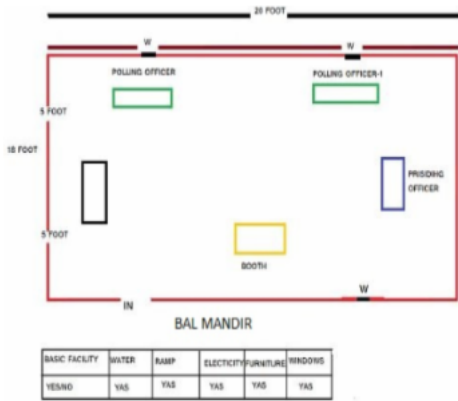 20 FOOT
W
W
POLLING OFFICER
POLLING OFFICER-I
5 FOOT
18 FOOT
PRISIDING
OFFICER
5 FOOT
BOOTH
W
IN
BAL MANDIR
BASIC FACILITY WATER RAMP ELECTICITY FURNITURE WINDOWS
YES/NO YAS YAS YAS YAS YAS